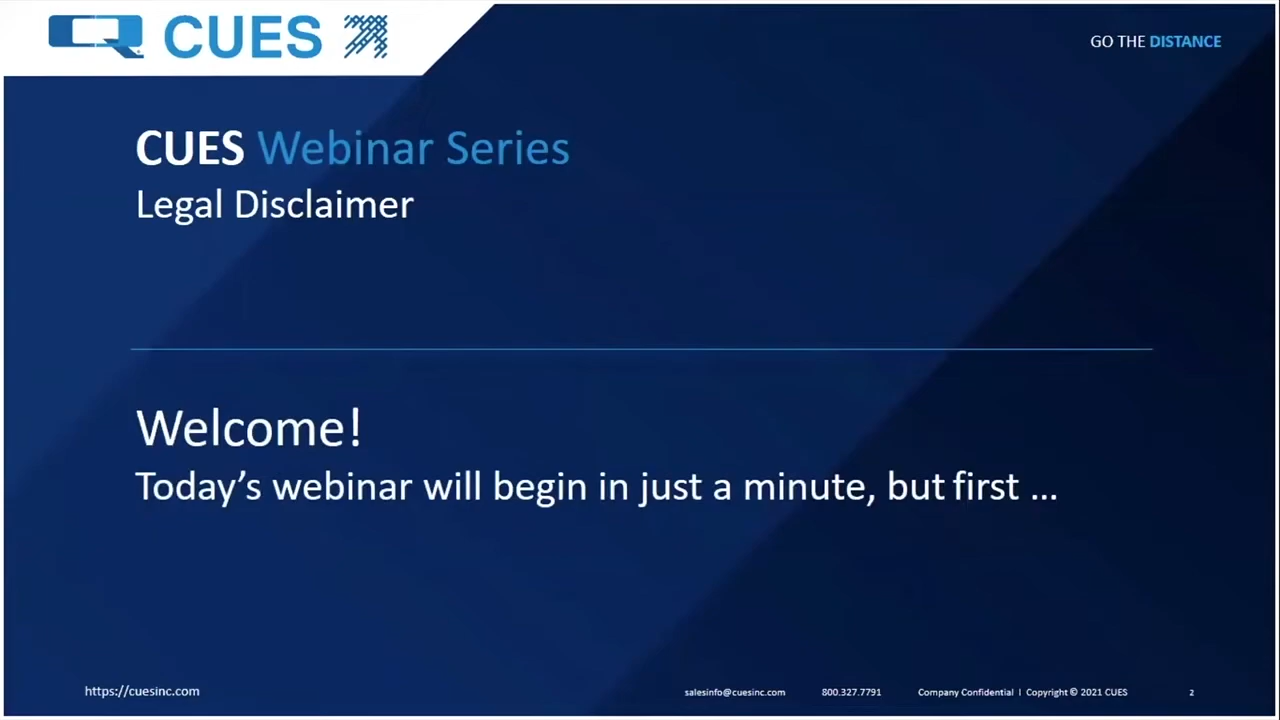 CUES
GO THE DISTANCE
CUES Webinar Series
Legal Disclaimer
Welcome!
Today’s webinar will begin in just a minute, but first ...
https://cuesinc.com
salesinfo@cuesinc.com
800.327.7791
Company Confidential | Copyright © 2021 CUES
2